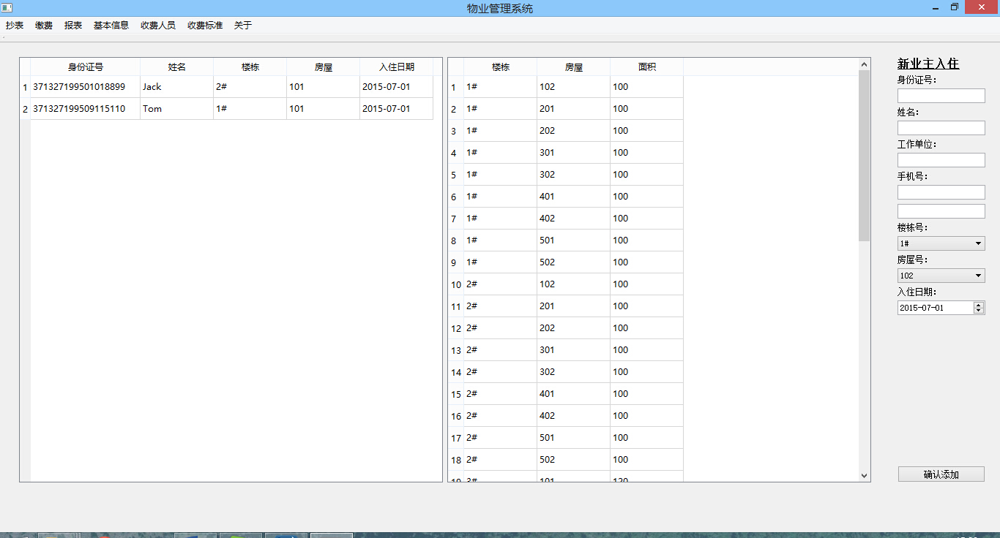 物业管理系统
抄表 缴费 报表 基本信息 收费人员 收费标准 关于
身份证号 姓名 楼栋 房屋 入住日期
1 371327199501018899 Jack 2# 101 2015-07-01
2 371327199509115110 Tom 1# 101 2015-07-01
楼栋 房屋 面积
1 1# 102 100
2 1# 201 100
3 1# 202 100
4 1# 301 100
5 1# 302 100
6 1# 401 100
7 1# 402 100
8 1# 501 100
9 1# 502 100
10 2# 102 100
11 2# 201 100
12 2# 202 100
13 2# 301 100
14 2# 302 100
15 2# 401 100
16 2# 402 100
17 2# 501 100
18 2# 502 100
19 3# 101 120
新业主入住
身份证号：
姓名：
工作单位：
手机号：
楼栋号：
1#
房屋号：
102
入住日期：
2015-07-01
确认添加